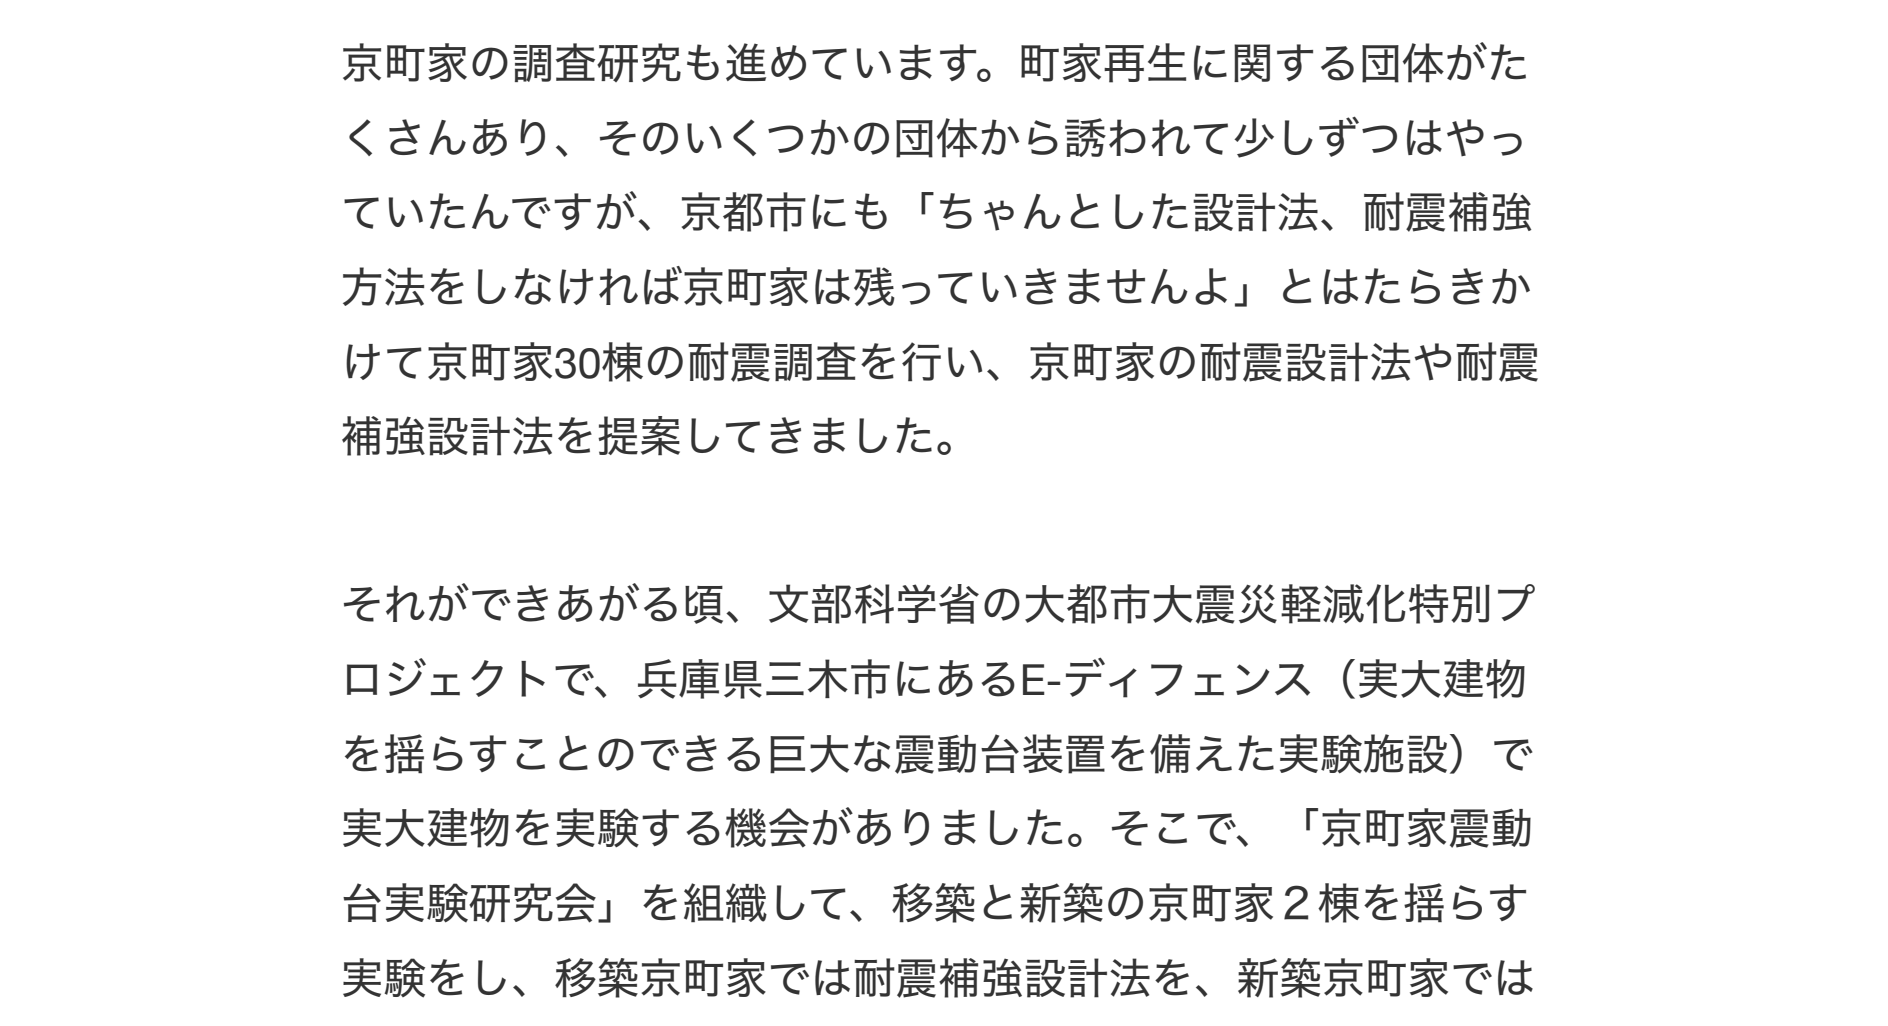 京町家の調査研究も進めています。町家再生に関する団体がた
くさんあり、そのいくつかの団体から誘われて少しずつはやっ
ていたんですが、京都市にも「ちゃんとした設計法、耐震補強
方法をしなければ京町家は残っていきませんよ」とはたらきか
けて京町家30棟の耐震調査を行い、京町家の耐震設計法や耐震
補強設計法を提案してきました。
それができあがる頃、文部科学省の大都市大震災軽減化特別プ
ロジェクトで、兵庫県三木市にあるE-ディフェンス（実大建物
を揺らすことのできる巨大な震動台装置を備えた実験施設）で
実大建物を実験する機会がありました。そこで、「京町家震動
台実験研究会」を組織して、移築と新築の京町家２棟を揺らす
実験をし、移築京町家では耐震補強設計法を、新築京町家では